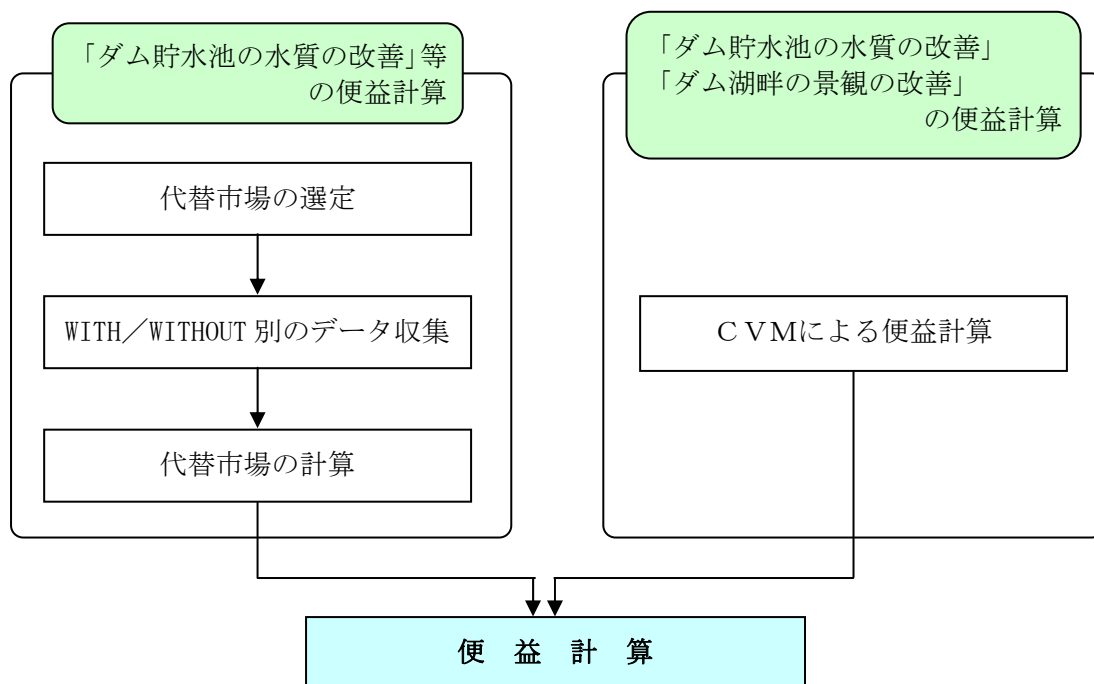 「ダム貯水池の水質の改善」等
の便益計算
代替市場の選定
WITH／WITHOUT 別のデータ収集
代替市場の計算
「ダム貯水池の水質の改善」
「ダム湖畔の景観の改善」
の便益計算
ＣＶＭによる便益計算
便 益 計 算